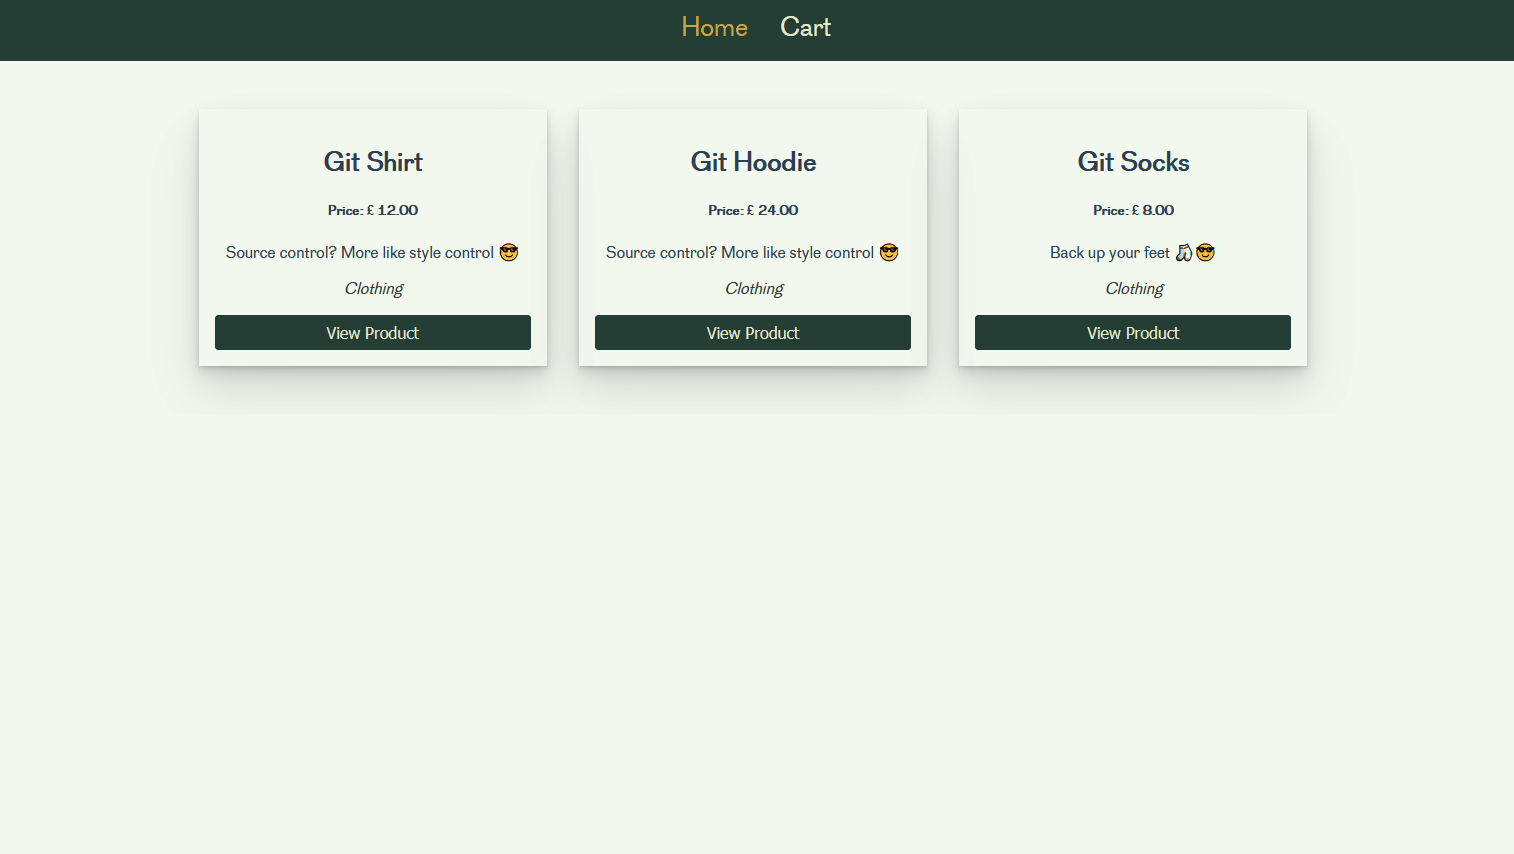 Home Cart
Git Shirt
Price: £ 12.00
Source control? More like style control 😎
Clothing
View Product
Git Hoodie
Price: £ 24.00
Source control? More like style control 😎
Clothing
View Product
Git Socks
Price: £ 8.00
Back up your feet 🧦😎
Clothing
View Product